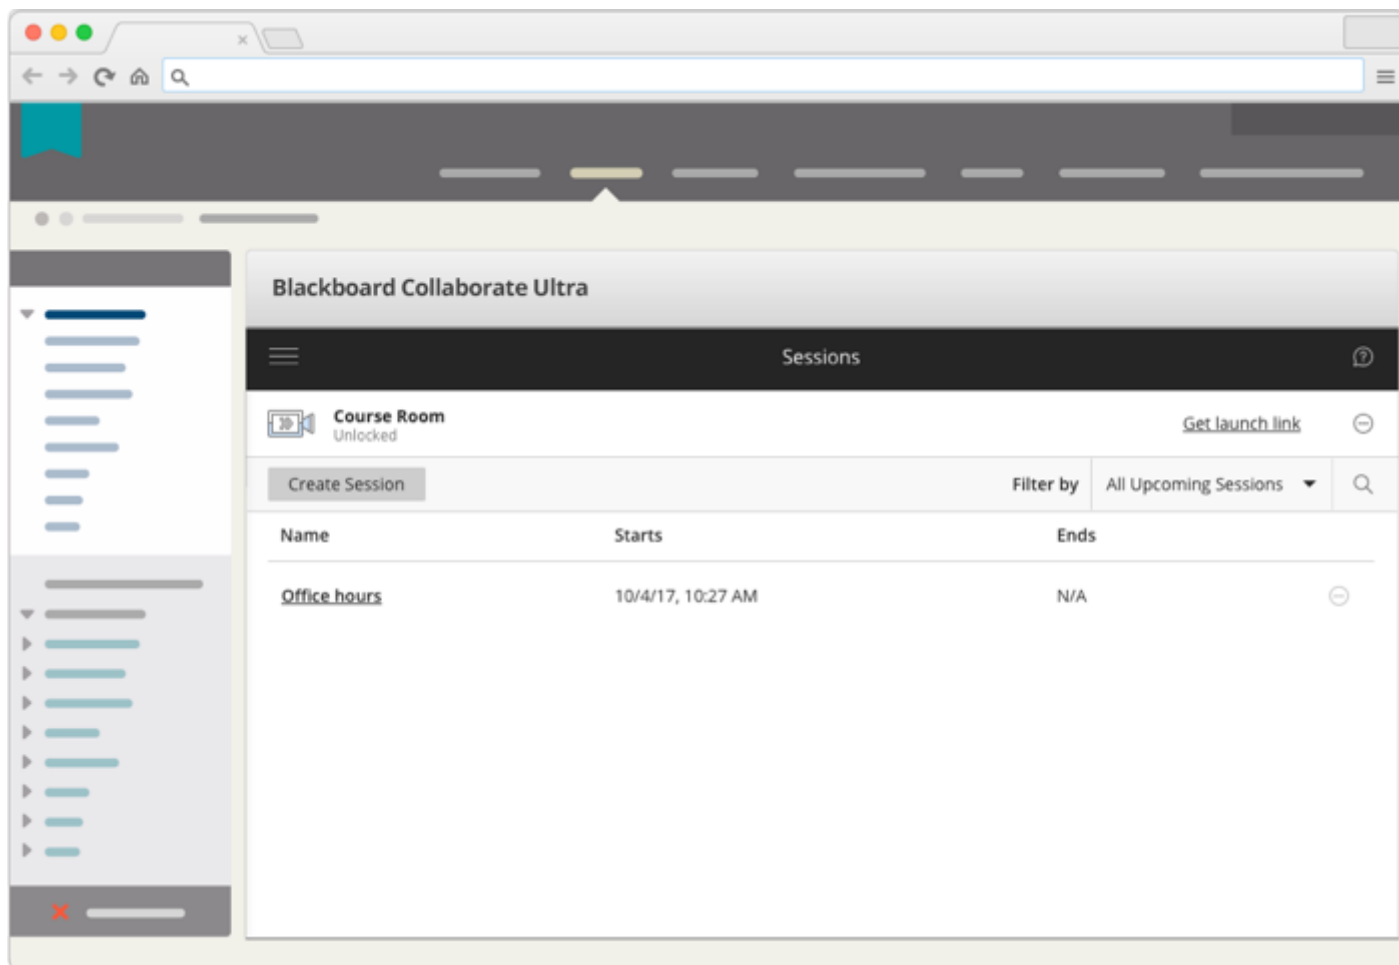 Blackboard Collaborate Ultra
Sessions
Course Room
Unlocked
Get launch link
Create Session
Filter by
All Upcoming Sessions
Name Starts Ends
Office hours 10/4/17, 10:27 AM N/A